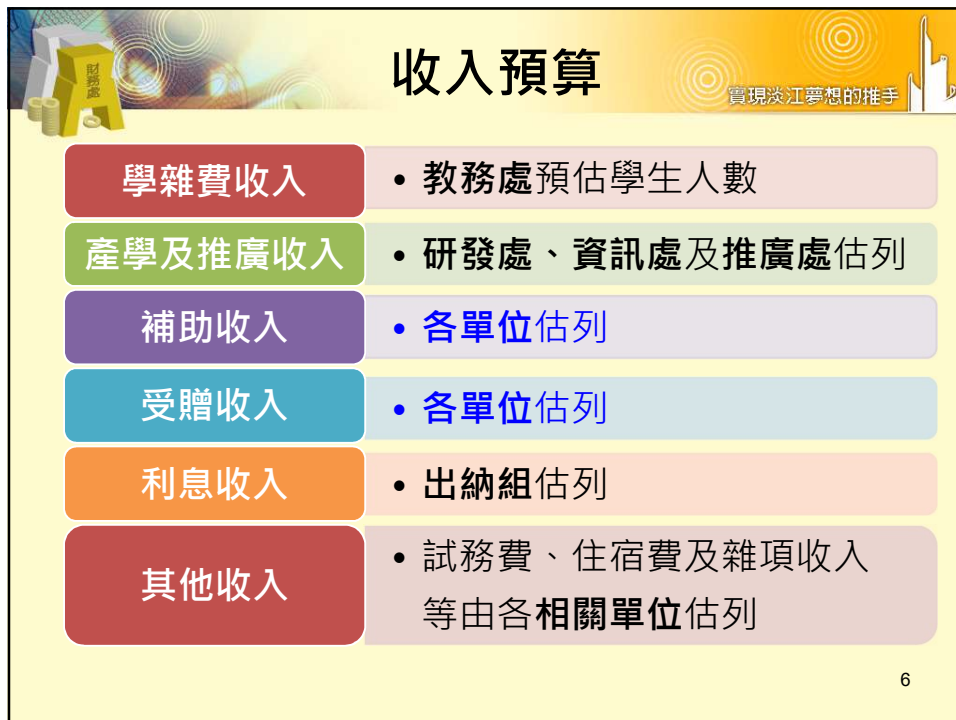 財務處
收入預算
實現淡江夢想的推手
學雜費收入
• 教務處預估學生人數
產學及推廣收入
• 研發處、資訊處及推廣處估列
補助收入
• 各單位估列
受贈收入
• 各單位估列
利息收入
• 出納組估列
其他收入
• 試務費、住宿費及雜項收入
等由各相關單位估列
6